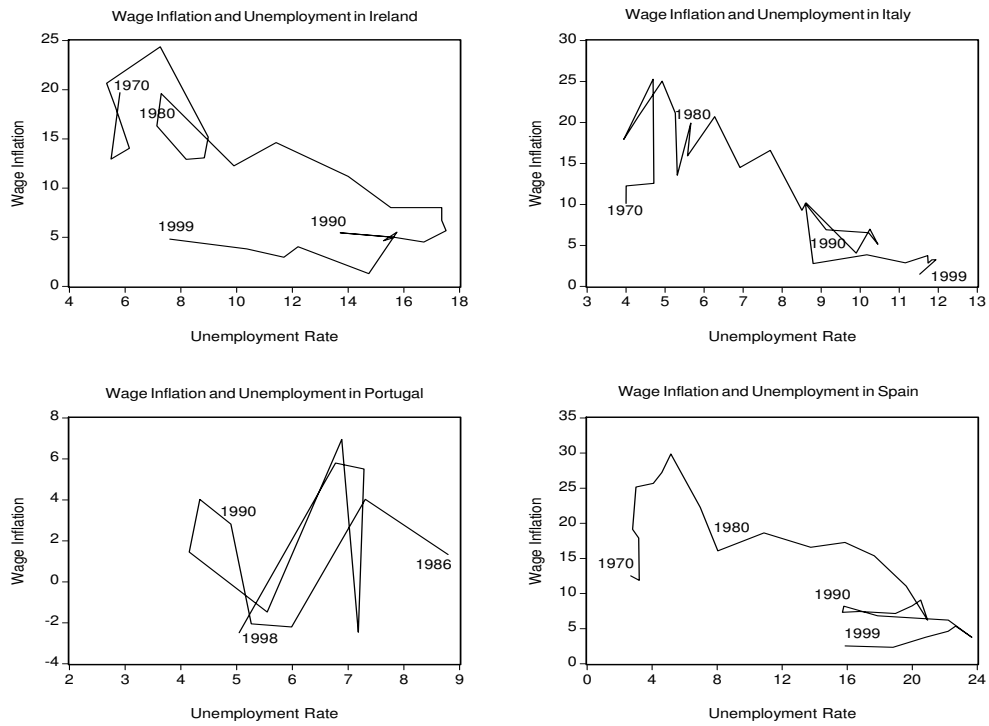 Wage Inflation and Unemployment in Ireland
25
20
15
10
5
0
Wage Inflation
1970
1980
1990
1999
4 6 8 10 12 14 16 18
Unemployment Rate
Wage Inflation and Unemployment in Italy
30
25
20
15
10
5
0
Wage Inflation
1980
1970
1990
1999
3 4 5 6 7 8 9 10 11 12 13
Unemployment Rate
Wage Inflation and Unemployment in Portugal
8
6
4
2
0
-2
-4
Wage Inflation
1990
1986
1998
2 3 4 5 6 7 8 9
Unemployment Rate
Wage Inflation and Unemployment in Spain
35
30
25
20
15
10
5
0
Wage Inflation
1980
1970
1990
1999
0 4 8 12 16 20 24
Unemployment Rate